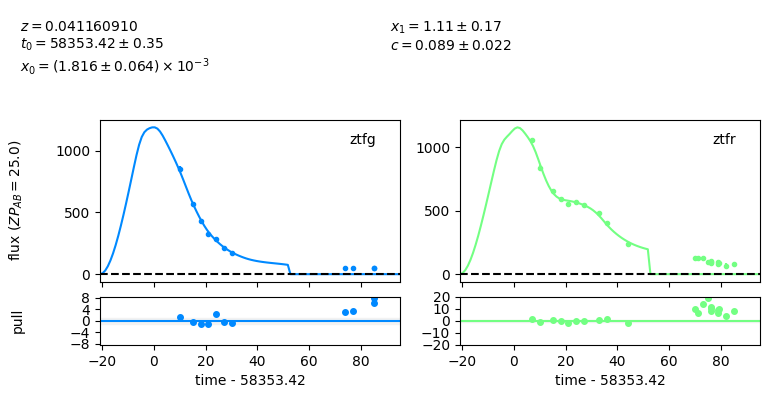 z = 0.041160910
t₀ = 58353.42 ± 0.35
x₀ = (1.816 ± 0.064) × 10⁻³
x₁ = 1.11 ± 0.17
c = 0.089 ± 0.022
flux (ZP_AB = 25.0)
ztfg
1000
500
0
ztfr
1000
500
0
pull
8
4
0
−4
−8
20
10
0
−10
−20
−20 0 20 40 60 80
−20 0 20 40 60 80
time - 58353.42
time - 58353.42